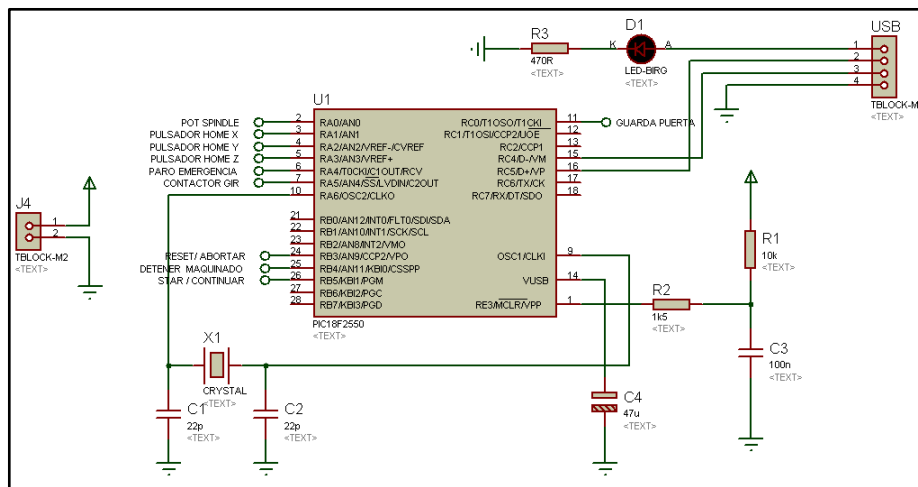 R3
470R
<TEXT>
D1
K
A
LED-BIRG
<TEXT>
USB
1
2
3
4
TBLOCK-M
<TEXT>
U1
POT SPINDLE
2
RA0/AN0
RC0/T1OSO/T1CKI
11
GUARDA PUERTA
PULSADOR HOME X
3
RA1/AN1
RC1/T1OSI/CCP2/UOE
12
PULSADOR HOME Y
4
RA2/AN2/VREF-/CVREF
RC2/CCP1
13
PULSADOR HOME Z
5
RA3/AN3/VREF+
RC4/D-/VM
15
PARO EMERGENCIA
6
RA4/T0CKI/C1OUT/RCV
RC5/D+/VP
16
CONTACTOR GIR
7
RA5/AN4/SS/LVDIN/C2OUT
RC6/TX/CK
17
10
RA6/OSC2/CLKO
RC7/RX/DT/SDO
18
21
RB0/AN12/INT0/FLT0/SDI/SDA
22
RB1/AN10/INT1/SCK/SCL
23
RB2/AN8/INT2/VMO
RESET/ ABORTAR
24
RB3/AN9/CCP2/VPO
OSC1/CLKI
9
DETENER MAQUINADO
25
RB4/AN11/KBI0/CSSPP
STAR / CONTINUAR
26
RB5/KBI1/PGM
VUSB
14
27
RB6/KBI2/PGC
28
RB7/KBI3/PGD
RE3/MCLR/VPP
1
PIC18F2550
<TEXT>
J4
1
2
TBLOCK-M2
<TEXT>
R1
10k
<TEXT>
R2
1k5
<TEXT>
C3
100n
<TEXT>
X1
CRYSTAL
<TEXT>
C1
22p
<TEXT>
C2
22p
<TEXT>
C4
47u
<TEXT>